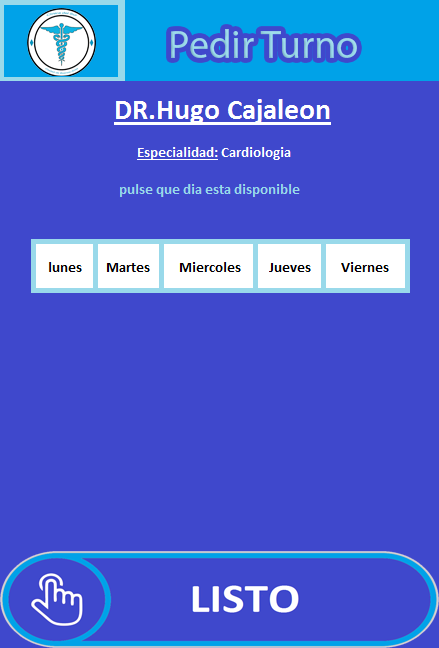 Pedir Turno
DR.Hugo Cajaleon
Especialidad: Cardiologia
pulse que dia esta disponible
lunes Martes Miercoles Jueves Viernes
LISTO